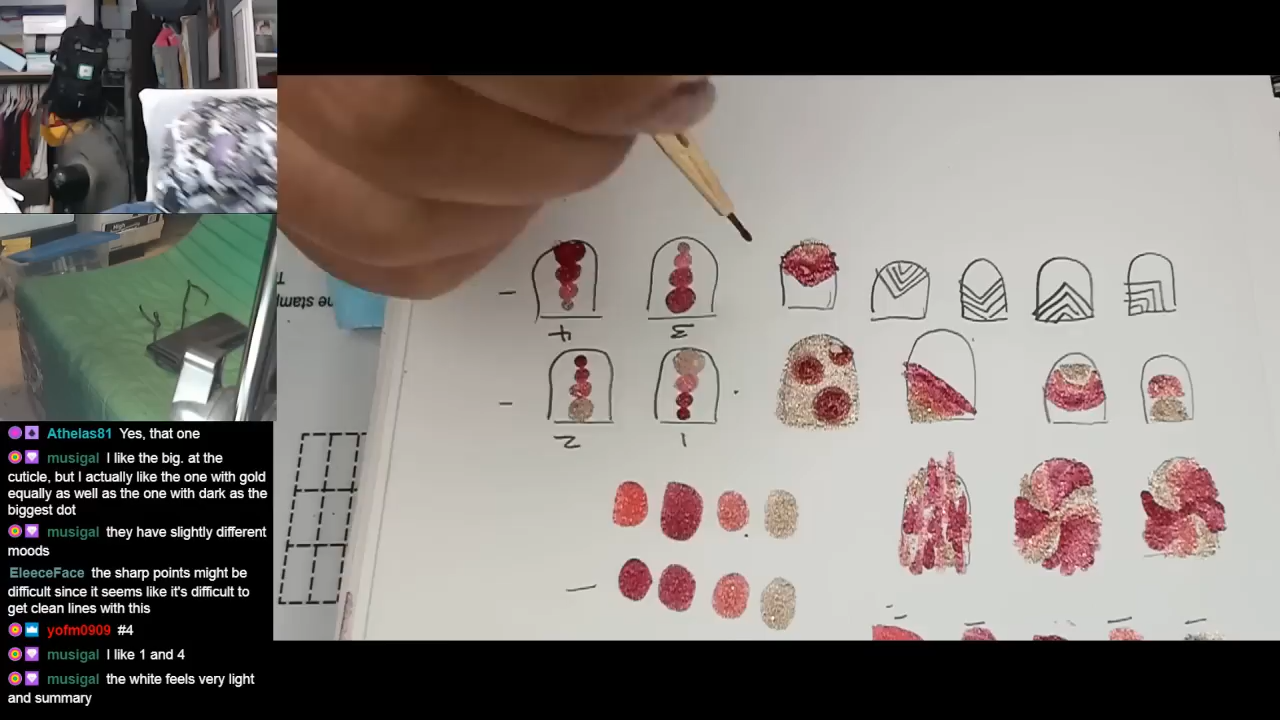 Athelas81 Yes, that one
musigal I like the big. at the
cuticle, but I actually like the one with gold
equally as well as the one with dark as the
biggest dot
musigal they have slightly different
moods
EleeceFace the sharp points might be
difficult since it seems like it's difficult to
get clean lines with this
yofm0909 #4
musigal I like 1 and 4
musigal the white feels very light
and summary
4
3
2
1
he stamp